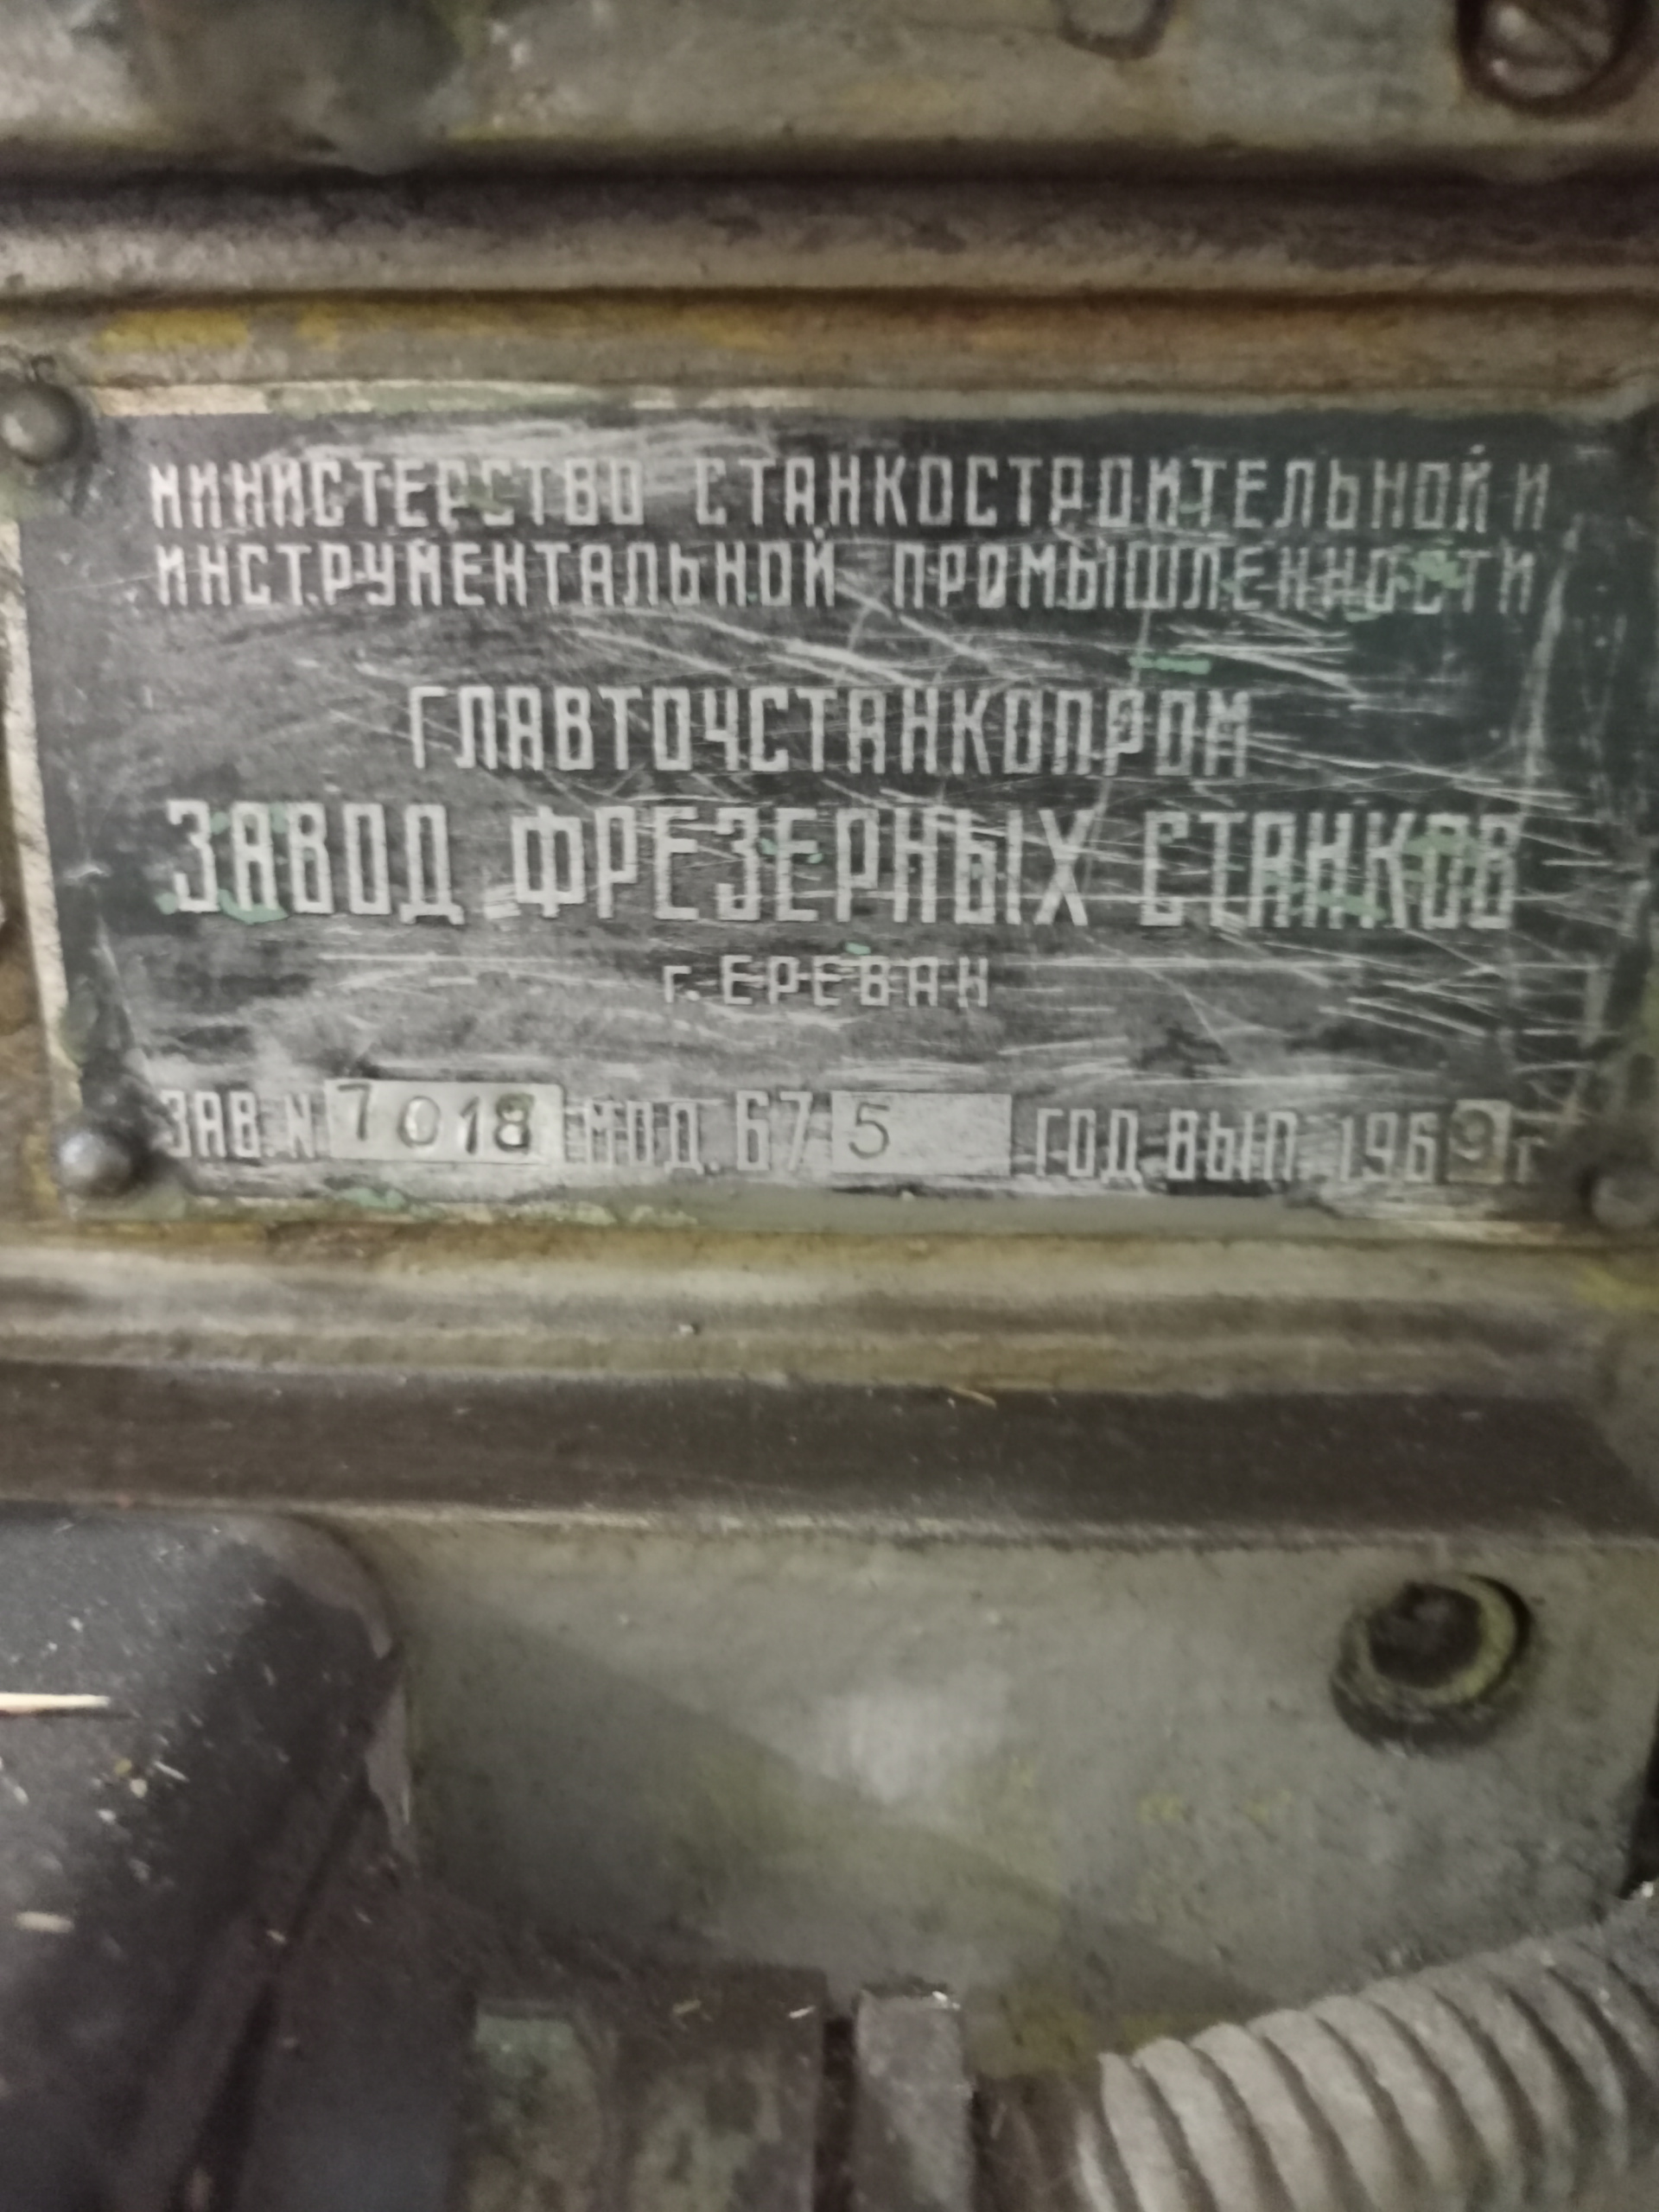 МИНИСТЕРСТВО СТАНКОСТРОИТЕЛЬНОЙ И
ИНСТРУМЕНТАЛЬНОЙ ПРОМЫШЛЕННОСТИ
ГЛАВТОЧСТАНКОПРОМ
ЗАВОД ФРЕЗЕРНЫХ СТАНКОВ
г. ЕРЕВАН
ЗАВ. N 7018 МОД. 675 ГОД ВЫП. 1969 г